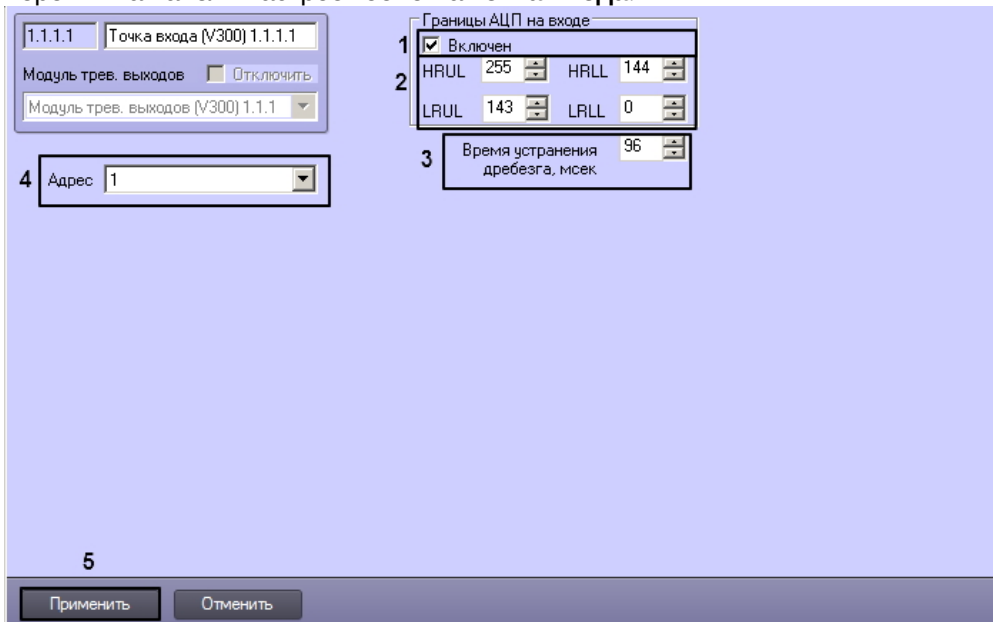 1.1.1.1 Точка входа (V300) 1.1.1.1
Модуль трев. выходов Отключить
Модуль трев. выходов (V300) 1.1.1
4 Адрес 1
Границы АЦП на входе
1 Включен
2 HRUL 255 HRLL 144
LRUL 143 LRLL 0
3 Время устранения 96
дребезга, мсек
5
Применить Отменить